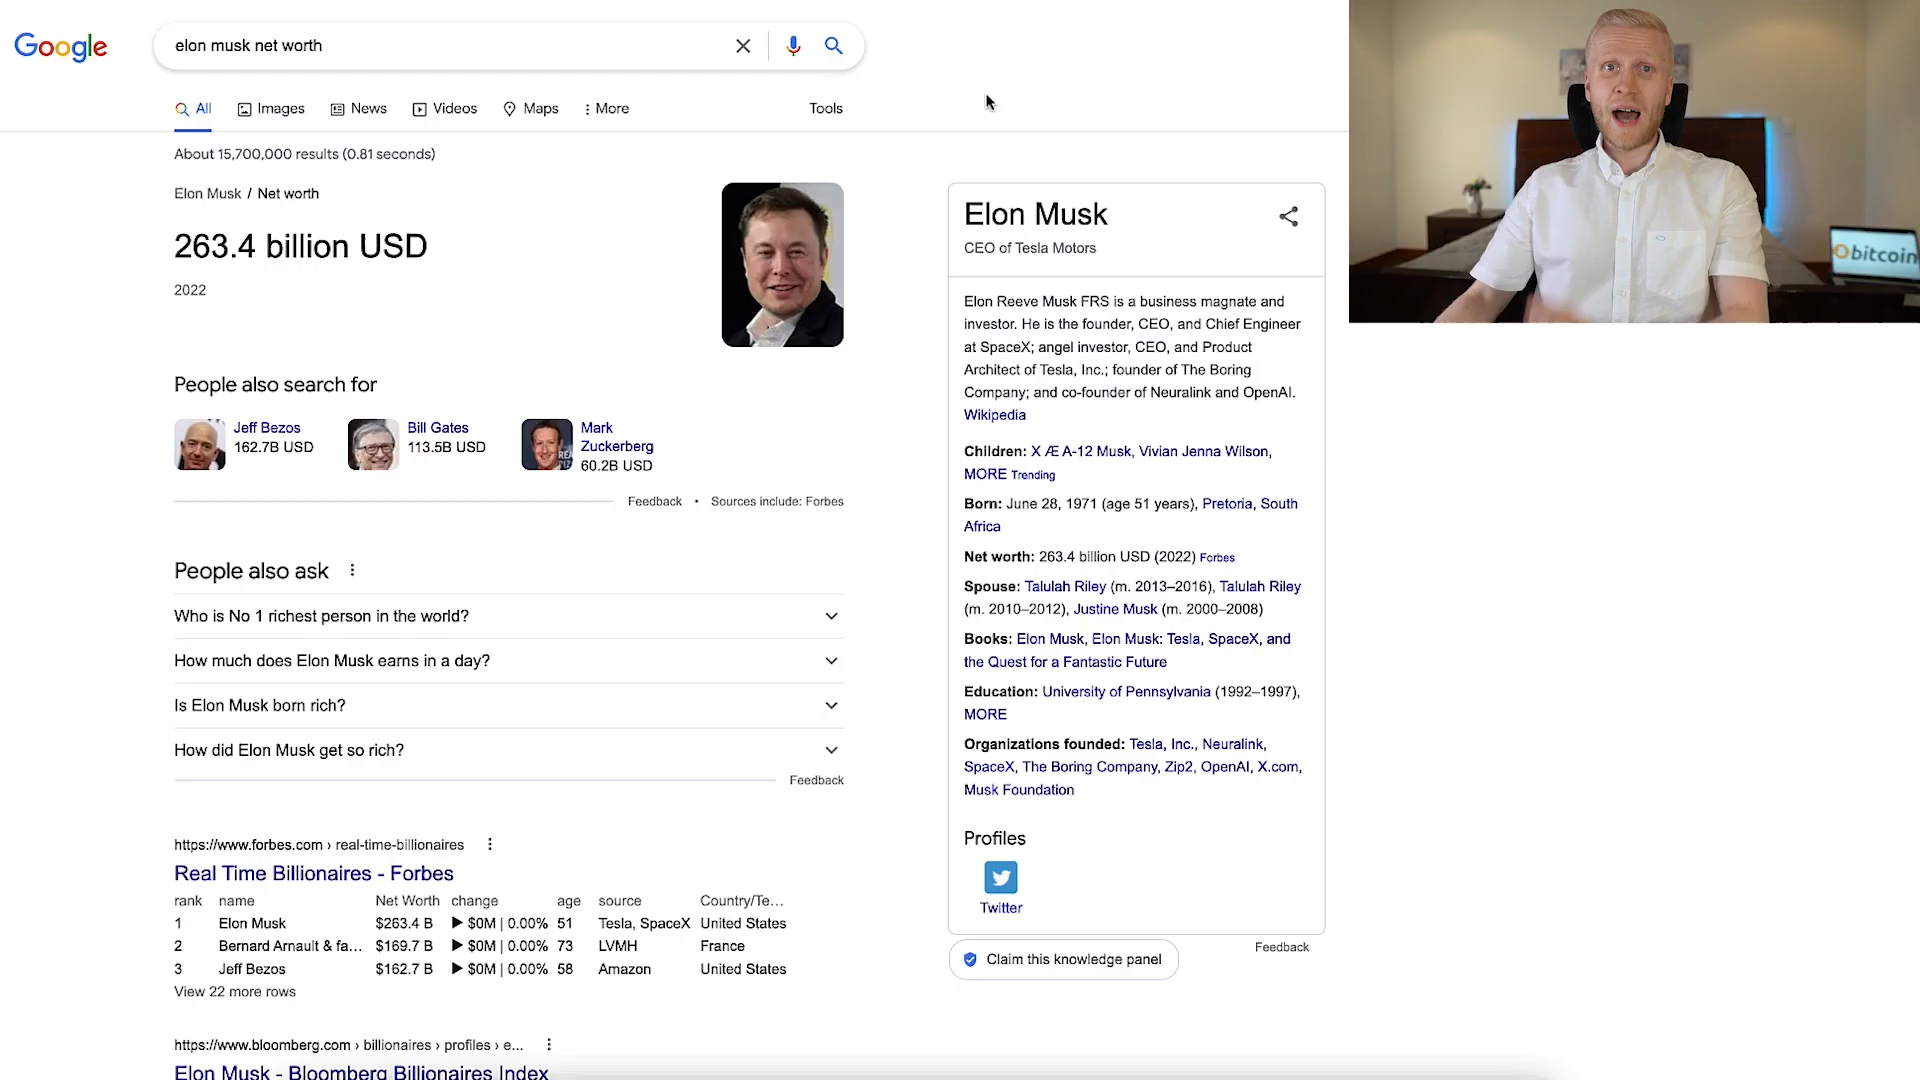 Google
elon musk net worth
All
Images
News
Videos
Maps
More
Tools
About 15,700,000 results (0.81 seconds)
Elon Musk / Net worth
263.4 billion USD
2022
People also search for
Jeff Bezos
162.7B USD
Bill Gates
113.5B USD
Mark
Zuckerberg
60.2B USD
Feedback • Sources include: Forbes
People also ask
Who is No 1 richest person in the world?
How much does Elon Musk earns in a day?
Is Elon Musk born rich?
How did Elon Musk get so rich?
Feedback
https://www.forbes.com › real-time-billionaires
Real Time Billionaires - Forbes
rank name Net Worth change age source Country/Te...
1 Elon Musk $263.4 B ▶ $0M | 0.00% 51 Tesla, SpaceX United States
2 Bernard Arnault & fa... $169.7 B ▶ $0M | 0.00% 73 LVMH France
3 Jeff Bezos $162.7 B ▶ $0M | 0.00% 58 Amazon United States
View 22 more rows
https://www.bloomberg.com › billionaires › profiles › e...
Elon Musk - Bloomberg Billionaires Index
Elon Musk
CEO of Tesla Motors
Elon Reeve Musk FRS is a business magnate and
investor. He is the founder, CEO, and Chief Engineer
at SpaceX; angel investor, CEO, and Product
Architect of Tesla, Inc.; founder of The Boring
Company; and co-founder of Neuralink and OpenAI.
Wikipedia
Children: X Æ A-12 Musk, Vivian Jenna Wilson,
MORE Trending
Born: June 28, 1971 (age 51 years), Pretoria, South
Africa
Net worth: 263.4 billion USD (2022) Forbes
Spouse: Talulah Riley (m. 2013–2016), Talulah Riley
(m. 2010–2012), Justine Musk (m. 2000–2008)
Books: Elon Musk, Elon Musk: Tesla, SpaceX, and
the Quest for a Fantastic Future
Education: University of Pennsylvania (1992–1997),
MORE
Organizations founded: Tesla, Inc., Neuralink,
SpaceX, The Boring Company, Zip2, OpenAI, X.com,
Musk Foundation
Profiles
Twitter
Feedback
Claim this knowledge panel
bitcoin